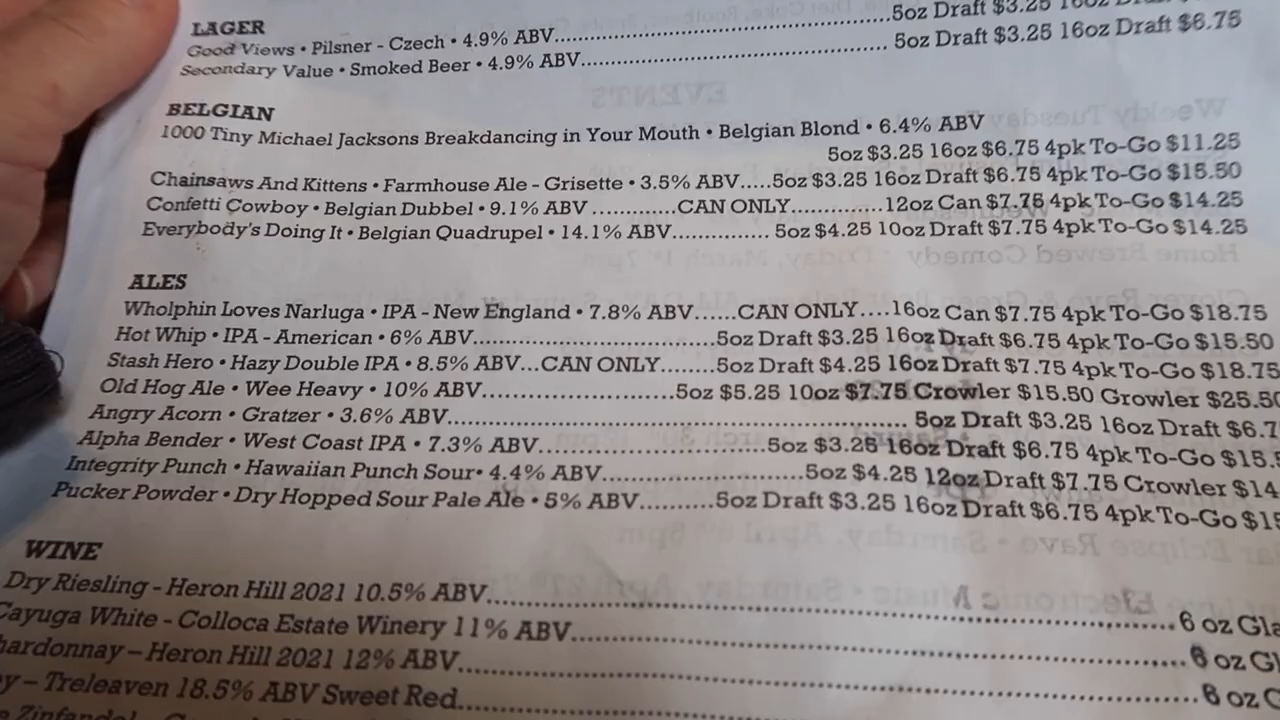 LAGER
Good Views • Pilsner - Czech • 4.9% ABV.....................................................5oz Draft $3.25 16oz
Secondary Value • Smoked Beer • 4.9% ABV................................................ 5oz Draft $3.25 16oz Draft $6.75
BELGIAN
1000 Tiny Michael Jacksons Breakdancing in Your Mouth • Belgian Blond • 6.4% ABV
5oz $3.25 16oz $6.75 4pk To-Go $11.25
Chainsaws And Kittens • Farmhouse Ale - Grisette • 3.5% ABV.....5oz $3.25 16oz Draft $6.75 4pk To-Go $15.50
Confetti Cowboy • Belgian Dubbel • 9.1% ABV ............CAN ONLY.............12oz Can $7.75 4pk To-Go $14.25
Everybody's Doing It • Belgian Quadrupel • 14.1% ABV.............. 5oz $4.25 10oz Draft $7.75 4pk To-Go $14.25
ALES
Wholphin Loves Narluga • IPA - New England • 7.8% ABV......CAN ONLY....16oz Can $7.75 4pk To-Go $18.75
Hot Whip • IPA - American • 6% ABV...................................5oz Draft $3.25 16oz Draft $6.75 4pk To-Go $15.50
Stash Hero • Hazy Double IPA • 8.5% ABV...CAN ONLY........5oz Draft $4.25 16oz Draft $7.75 4pk To-Go $18.75
Old Hog Ale • Wee Heavy • 10% ABV............................5oz $5.25 10oz $7.75 Crowler $15.50 Growler $25.50
Angry Acorn • Gratzer • 3.6% ABV.................................................................... 5oz Draft $3.25 16oz Draft $6.7
Alpha Bender • West Coast IPA • 7.3% ABV.................................5oz $3.25 16oz Draft $6.75 4pk To-Go $15.
Integrity Punch • Hawaiian Punch Sour• 4.4% ABV.............................5oz $4.25 12oz Draft $7.75 Crowler $14
Pucker Powder • Dry Hopped Sour Pale Ale • 5% ABV..........5oz Draft $3.25 16oz Draft $6.75 4pk To-Go $15
WINE
Dry Riesling - Heron Hill 2021 10.5% ABV....................................................................................................6 oz Gla
Cayuga White - Colloca Estate Winery 11% ABV.........................................................................................6 oz Gl
hardonnay – Heron Hill 2021 12% ABV........................................................................................................6 oz G
y – Treleaven 18.5% ABV Sweet Red